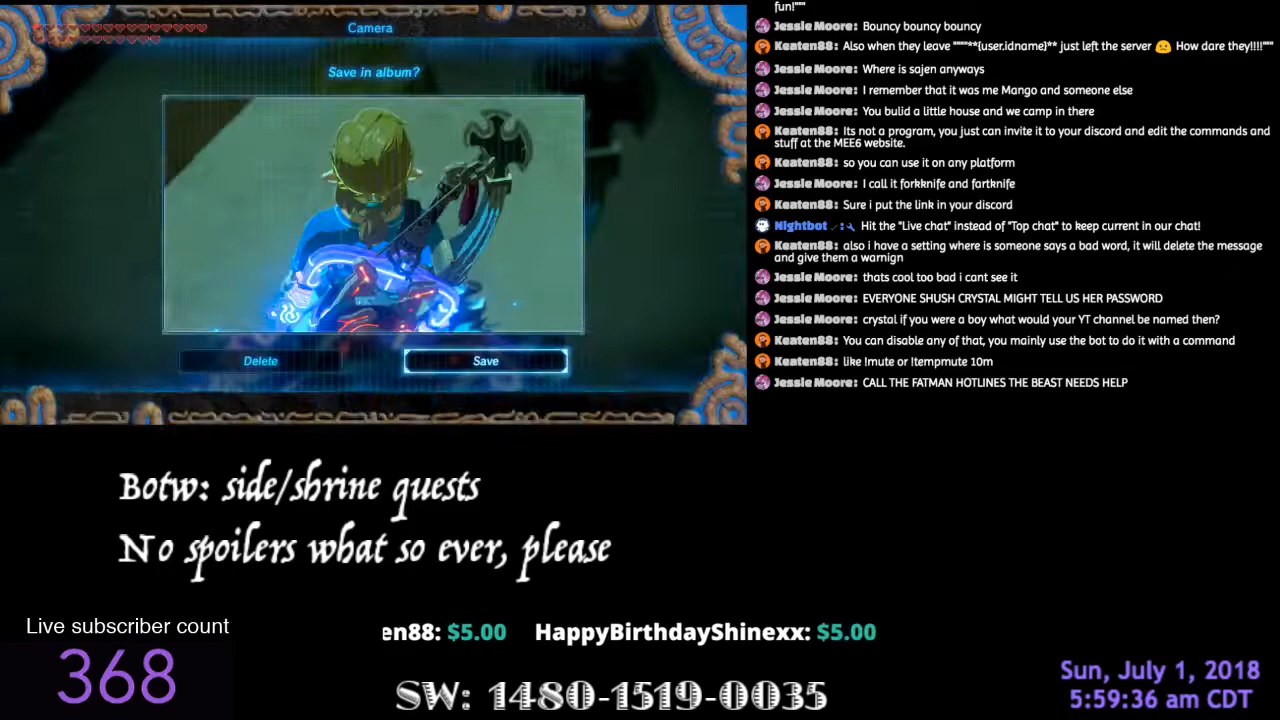 Camera
Save in album?
Delete
Save
fun!"""
Jessie Moore: Bouncy bouncy bouncy
Keaten88: Also when they leave """"**{user.idname}** just left the server 🙁 How dare they!!!!"""
Jessie Moore: Where is sajen anyways
Jessie Moore: I remember that it was me Mango and someone else
Jessie Moore: You bulid a little house and we camp in there
Keaten88: Its not a program, you just can invite it to your discord and edit the commands and
stuff at the MEE6 website.
Keaten88: so you can use it on any platform
Jessie Moore: I call it forkknife and fartknife
Keaten88: Sure i put the link in your discord
Nightbot: Hit the "Live chat" instead of "Top chat" to keep current in our chat!
Keaten88: also i have a setting where is someone says a bad word, it will delete the message
and give them a warnign
Jessie Moore: thats cool too bad i cant see it
Jessie Moore: EVERYONE SHUSH CRYSTAL MIGHT TELL US HER PASSWORD
Jessie Moore: crystal if you were a boy what would your YT channel be named then?
Keaten88: You can disable any of that, you mainly use the bot to do it with a command
Keaten88: like !mute or !tempmute 10m
Jessie Moore: CALL THE FATMAN HOTLINES THE BEAST NEEDS HELP
Botw: side/shrine quests
No spoilers what so ever, please
Live subscriber count
368
en88: $5.00 HappyBirthdayShinexx: $5.00
SW: 1480-1519-0035
Sun, July 1, 2018
5:59:36 am CDT